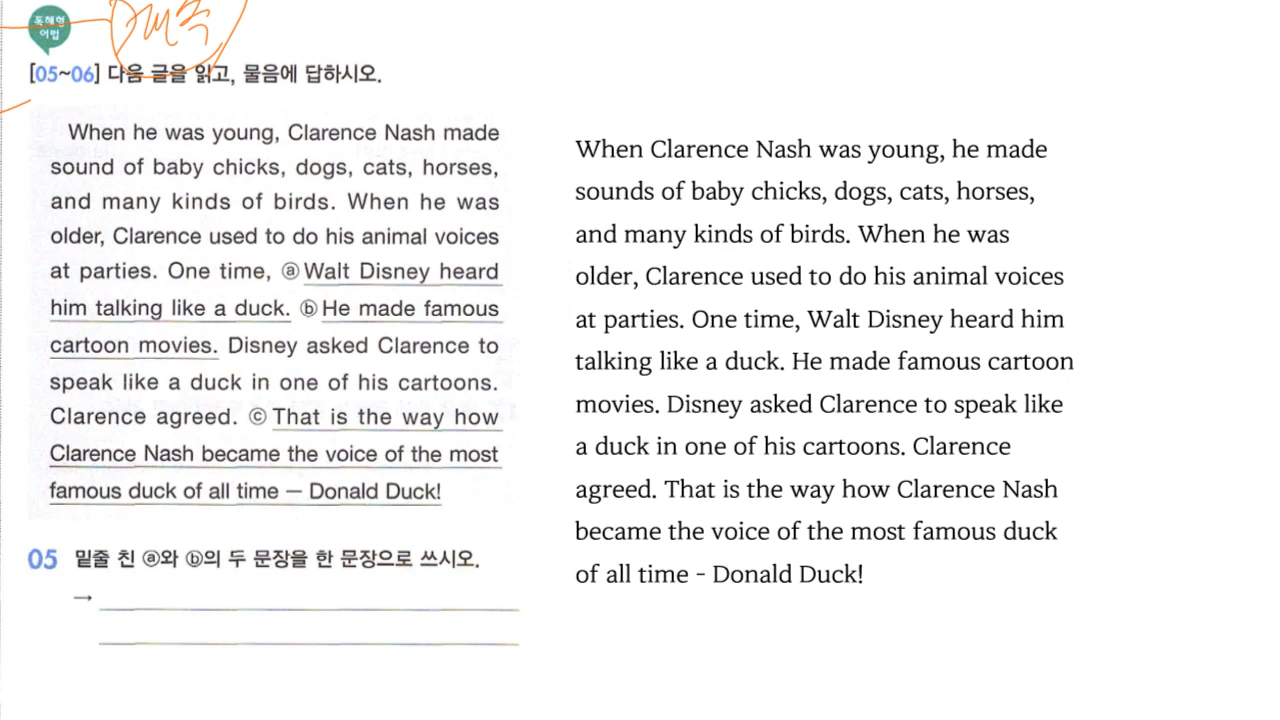 독해형
어법
[05~06] 다음 글을 읽고, 물음에 답하시오.
When he was young, Clarence Nash made
sound of baby chicks, dogs, cats, horses,
and many kinds of birds. When he was
older, Clarence used to do his animal voices
at parties. One time, ⓐ Walt Disney heard
him talking like a duck. ⓑ He made famous
cartoon movies. Disney asked Clarence to
speak like a duck in one of his cartoons.
Clarence agreed. ⓒ That is the way how
Clarence Nash became the voice of the most
famous duck of all time — Donald Duck!
05 밑줄 친 ⓐ와 ⓑ의 두 문장을 한 문장으로 쓰시오.
→
When Clarence Nash was young, he made
sounds of baby chicks, dogs, cats, horses,
and many kinds of birds. When he was
older, Clarence used to do his animal voices
at parties. One time, Walt Disney heard him
talking like a duck. He made famous cartoon
movies. Disney asked Clarence to speak like
a duck in one of his cartoons. Clarence
agreed. That is the way how Clarence Nash
became the voice of the most famous duck
of all time - Donald Duck!